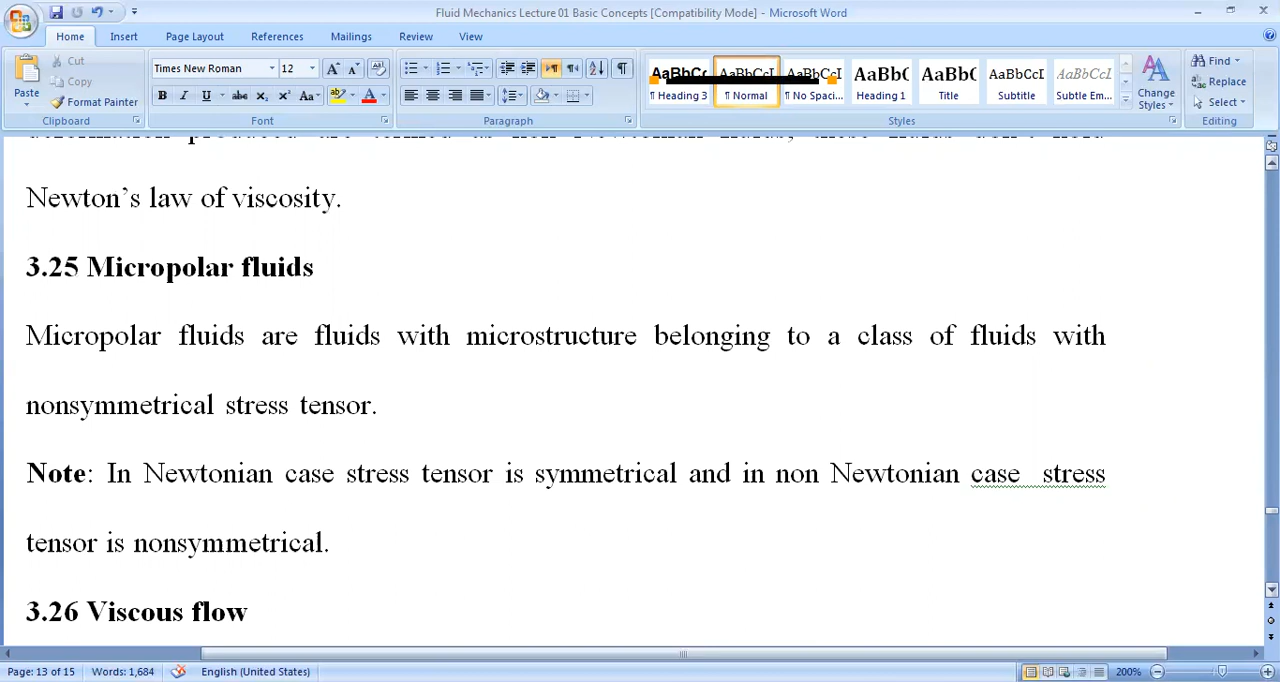 Fluid Mechanics Lecture 01 Basic Concepts [Compatibility Mode] - Microsoft Word
Home Insert Page Layout References Mailings Review View
Paste
Cut
Copy
Format Painter
Clipboard
Times New Roman 12
Font
Paragraph
AaBbCc AaBbCcI AaBbCcI AaBbC AaBbC AaBbCcI AaBbCcI
¶ Heading 3 ¶ Normal ¶ No Spaci... Heading 1 Title Subtitle Subtle Em...
Styles
Change Styles
Find
Replace
Select
Editing
Newton’s law of viscosity.
3.25 Micropolar fluids
Micropolar fluids are fluids with microstructure belonging to a class of fluids with
nonsymmetrical stress tensor.
Note: In Newtonian case stress tensor is symmetrical and in non Newtonian case stress
tensor is nonsymmetrical.
3.26 Viscous flow
Page: 13 of 15 Words: 1,684 English (United States) 200%